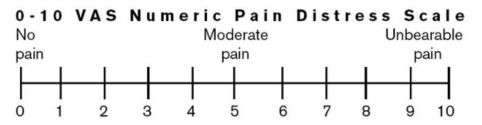 0-10 VAS Numeric Pain Distress Scale
No Moderate Unbearable
pain pain pain
0 1 2 3 4 5 6 7 8 9 10